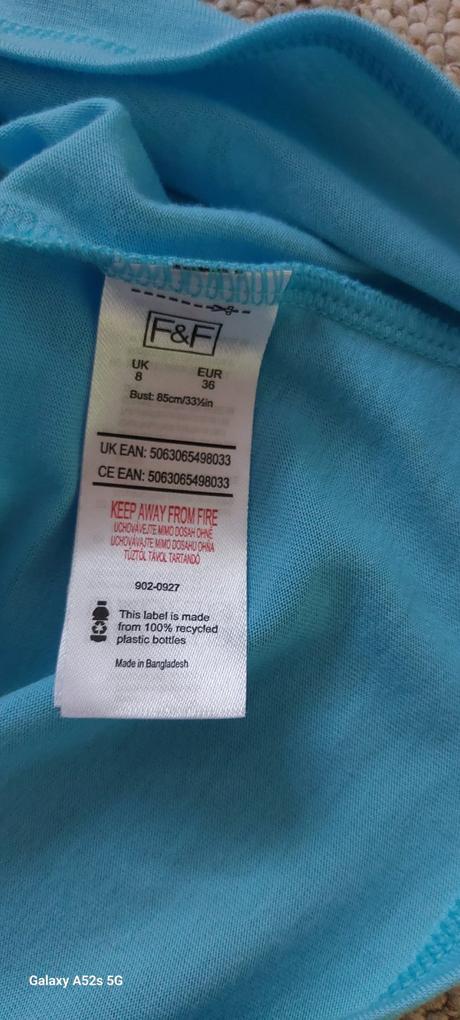 F&F
UK EUR
8 36
Bust: 85cm/33½in
UK EAN: 5063065498033
CE EAN: 5063065498033
KEEP AWAY FROM FIRE
UCHOVÁVEJTE MIMO DOSAH OHNĚ
UCHOVÁVAJTE MIMO DOSAHU OHŇA
TŰZTŐL TÁVOL TARTANDÓ
902-0927
This label is made
from 100% recycled
plastic bottles
Made in Bangladesh
Galaxy A52s 5G